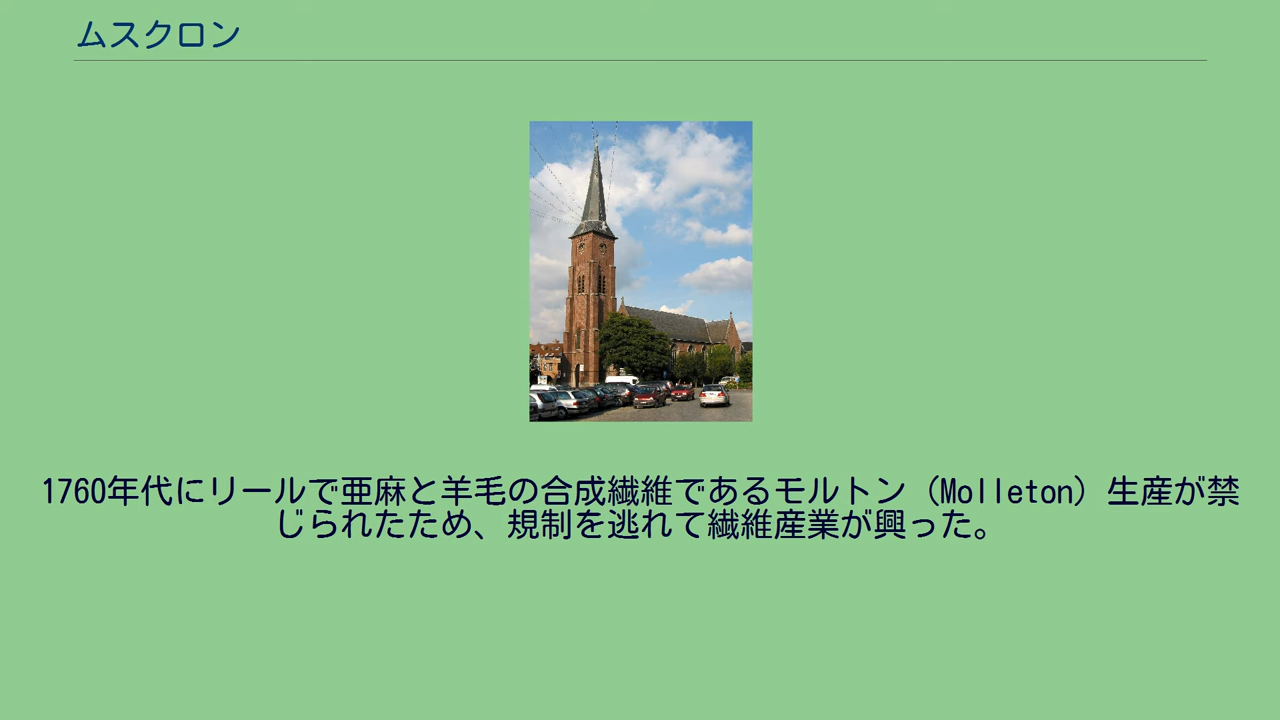 ムスクロン
1760年代にリールで亜麻と羊毛の合成繊維であるモルトン（Molleton）生産が禁
じられたため、規制を逃れて繊維産業が興った。